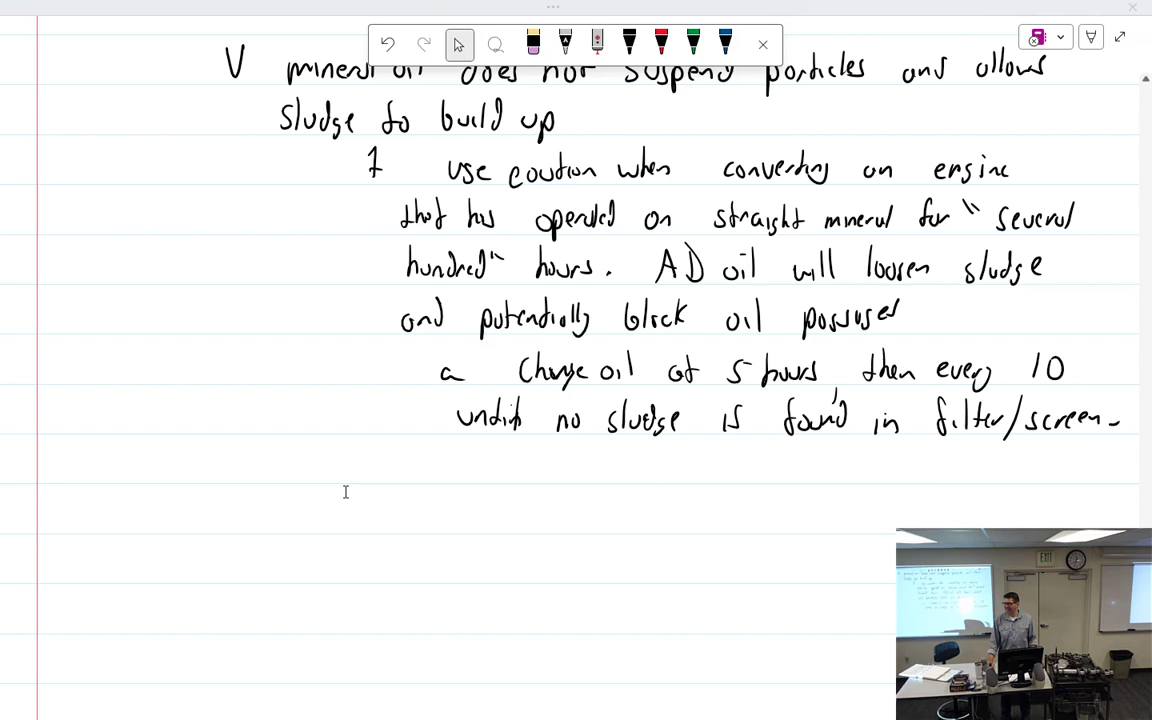 V mineral oil does not suspend particles and allows
sludge to build up
1 use caution when converting an engine
that has operated on straight mineral for "several
hundred" hours. AD oil will loosen sludge
and potentially block oil passages
a Change oil at 5 hours, then every 10
until no sludge is found in filter/screen.
EXIT